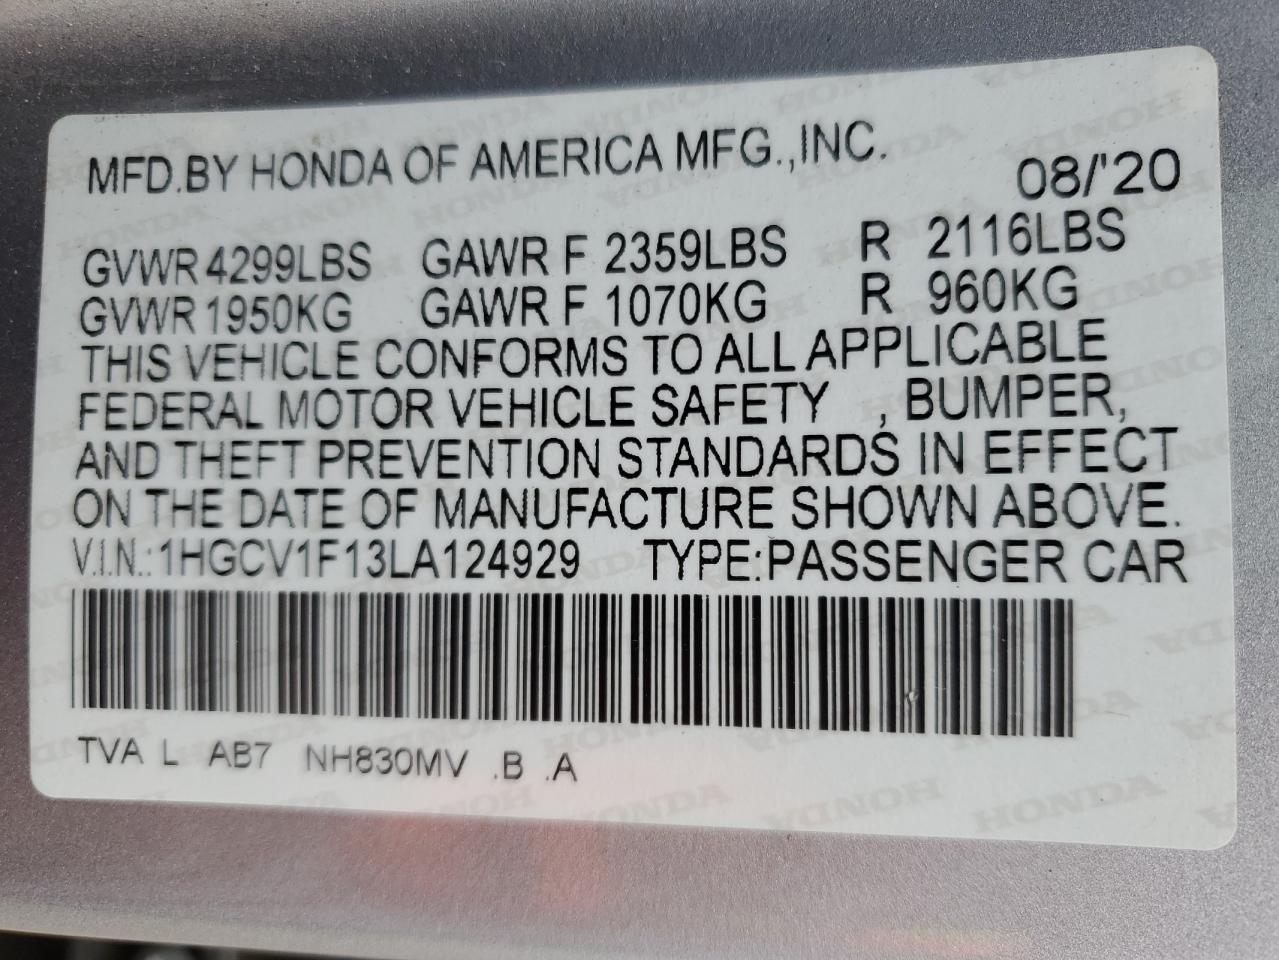 MFD.BY HONDA OF AMERICA MFG.,INC.
08/'20
GVWR 4299LBS GAWR F 2359LBS R 2116LBS
GVWR 1950KG GAWR F 1070KG R 960KG
THIS VEHICLE CONFORMS TO ALL APPLICABLE
FEDERAL MOTOR VEHICLE SAFETY , BUMPER,
AND THEFT PREVENTION STANDARDS IN EFFECT
ON THE DATE OF MANUFACTURE SHOWN ABOVE.
V.I.N.: 1HGCV1F13LA124929 TYPE:PASSENGER CAR
TVA L AB7 NH830MV .B .A